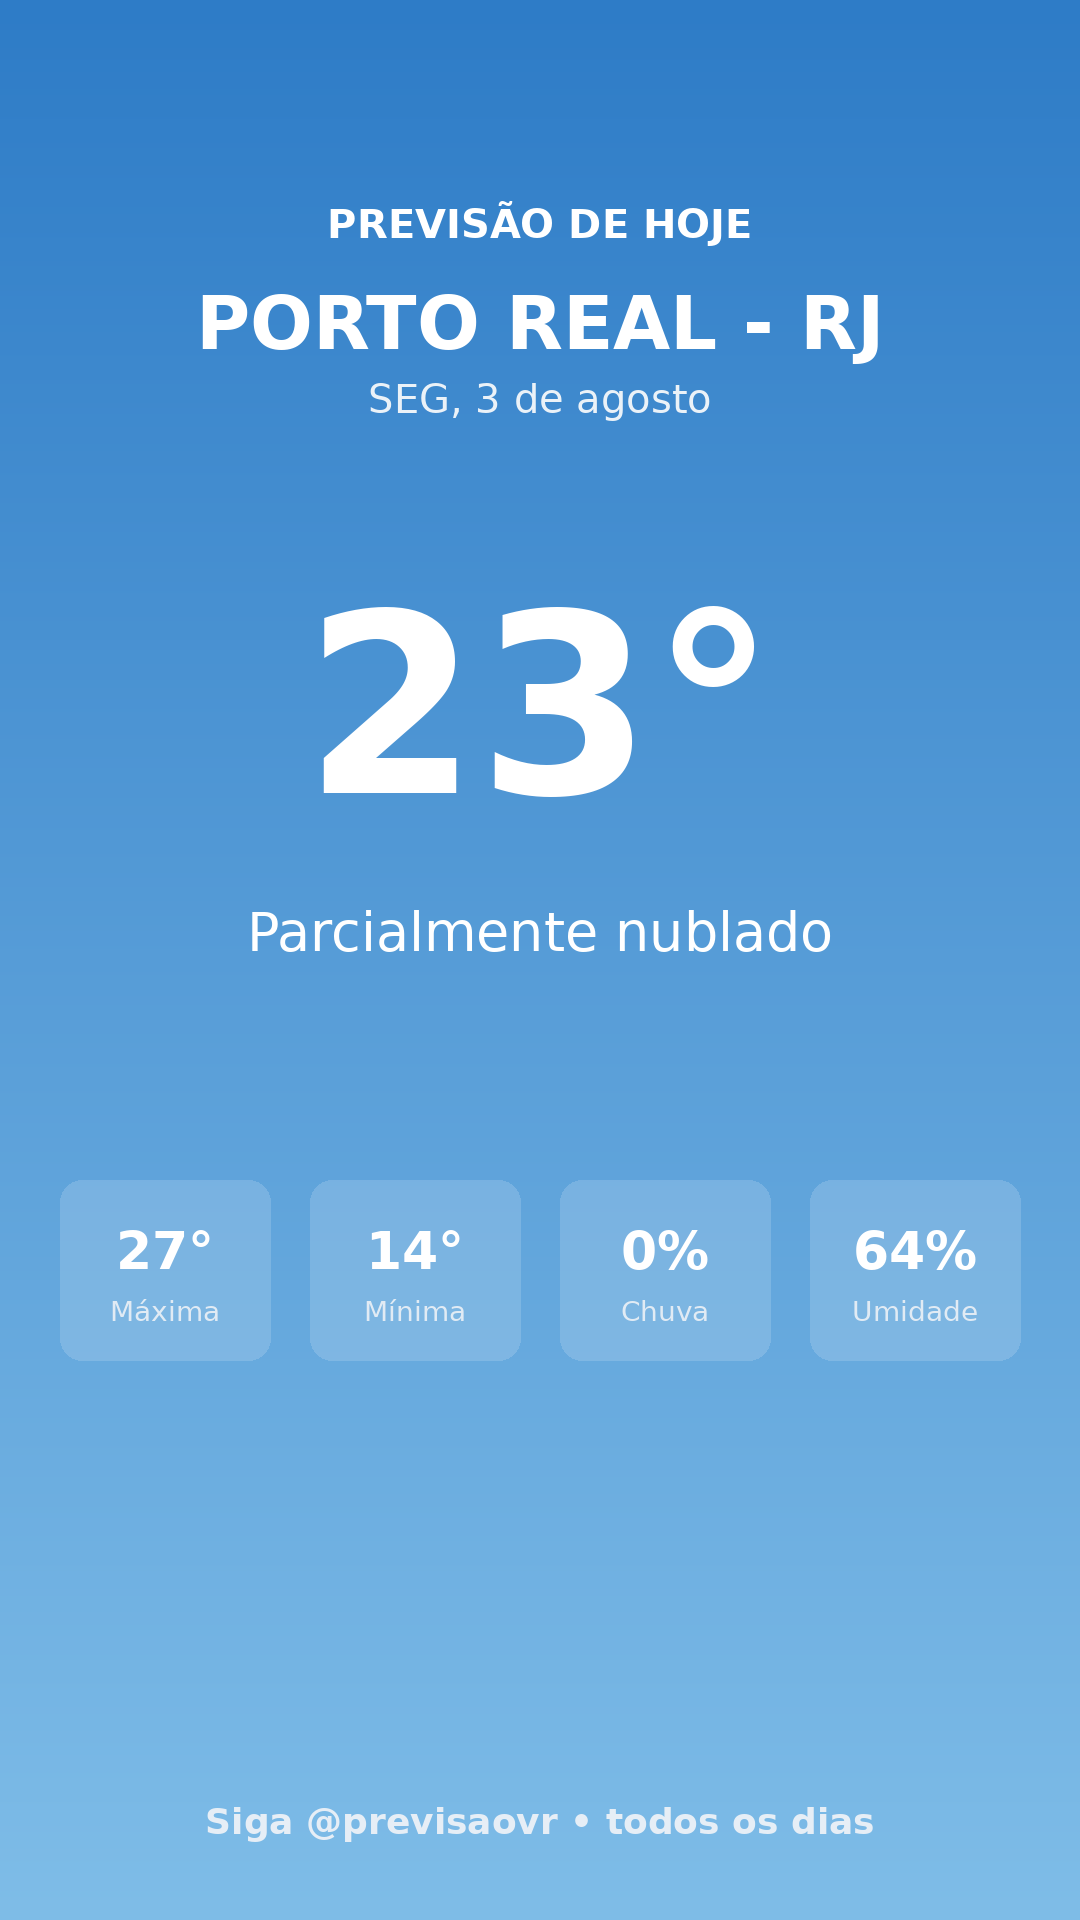 PREVISÃO DE HOJE
PORTO REAL - RJ
SEG, 3 de agosto
23°
Parcialmente nublado
27° 14° 0% 64%
Máxima Mínima Chuva Umidade
Siga @previsaovr • todos os dias